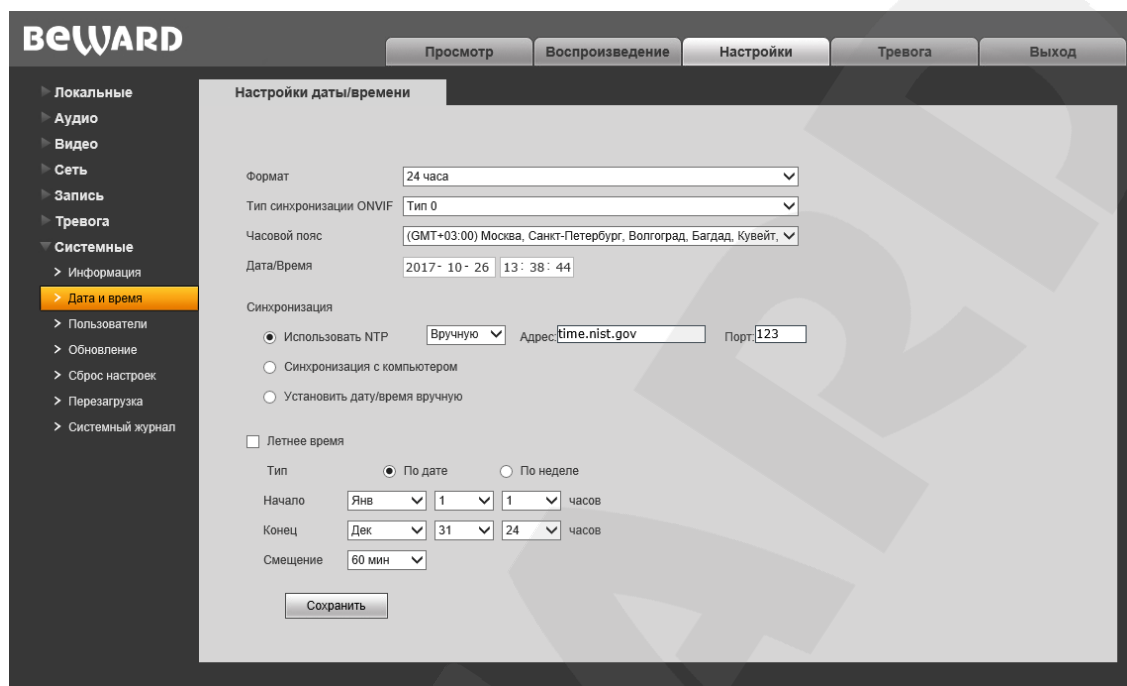 BEWARD
Просмотр Воспроизведение Настройки Тревога Выход
Локальные
Аудио
Видео
Сеть
Запись
Тревога
Системные
Информация
Дата и время
Пользователи
Обновление
Сброс настроек
Перезагрузка
Системный журнал
Настройки даты/времени
Формат 24 часа
Тип синхронизации ONVIF Тип 0
Часовой пояс (GMT+03:00) Москва, Санкт-Петербург, Волгоград, Багдад, Кувейт,
Дата/Время 2017- 10- 26 13: 38: 44
Синхронизация
Использовать NTP Вручную Адрес:time.nist.gov Порт:123
Синхронизация с компьютером
Установить дату/время вручную
Летнее время
Тип По дате По неделе
Начало Янв 1 1 часов
Конец Дек 31 24 часов
Смещение 60 мин
Сохранить